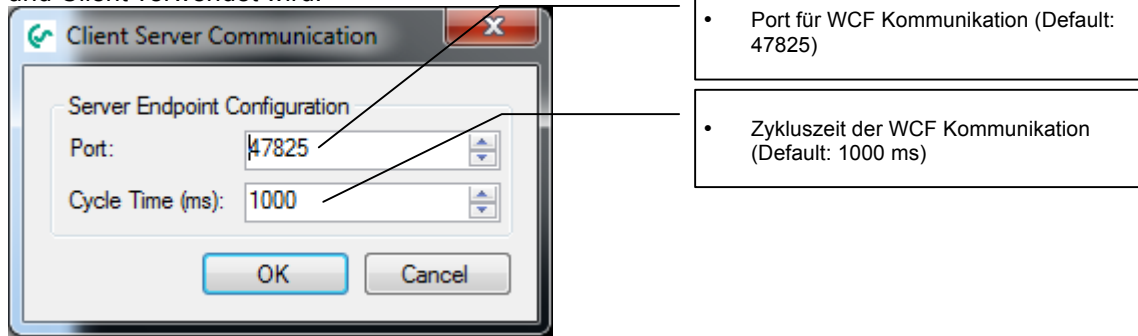 und Client verwendet wird.
Client Server Communication
Server Endpoint Configuration
Port: 47825
Cycle Time (ms): 1000
OK Cancel
• Port für WCF Kommunikation (Default:
47825)
• Zykluszeit der WCF Kommunikation
(Default: 1000 ms)